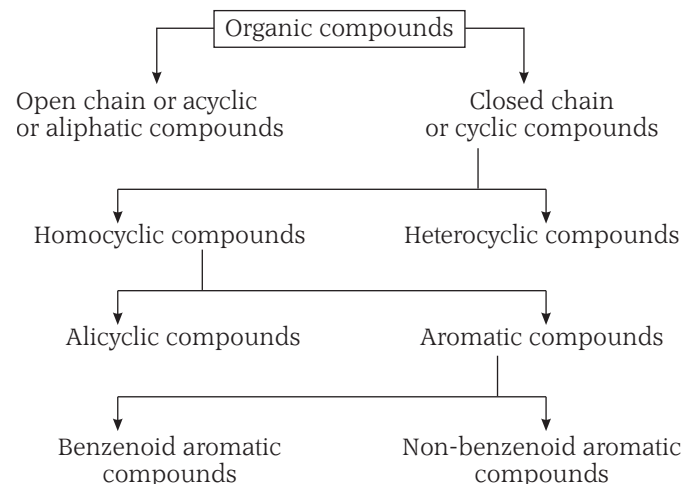 Organic compounds
Open chain or acyclic
or aliphatic compounds
Closed chain
or cyclic compounds
Homocyclic compounds
Heterocyclic compounds
Alicyclic compounds
Aromatic compounds
Benzenoid aromatic
compounds
Non-benzenoid aromatic
compounds